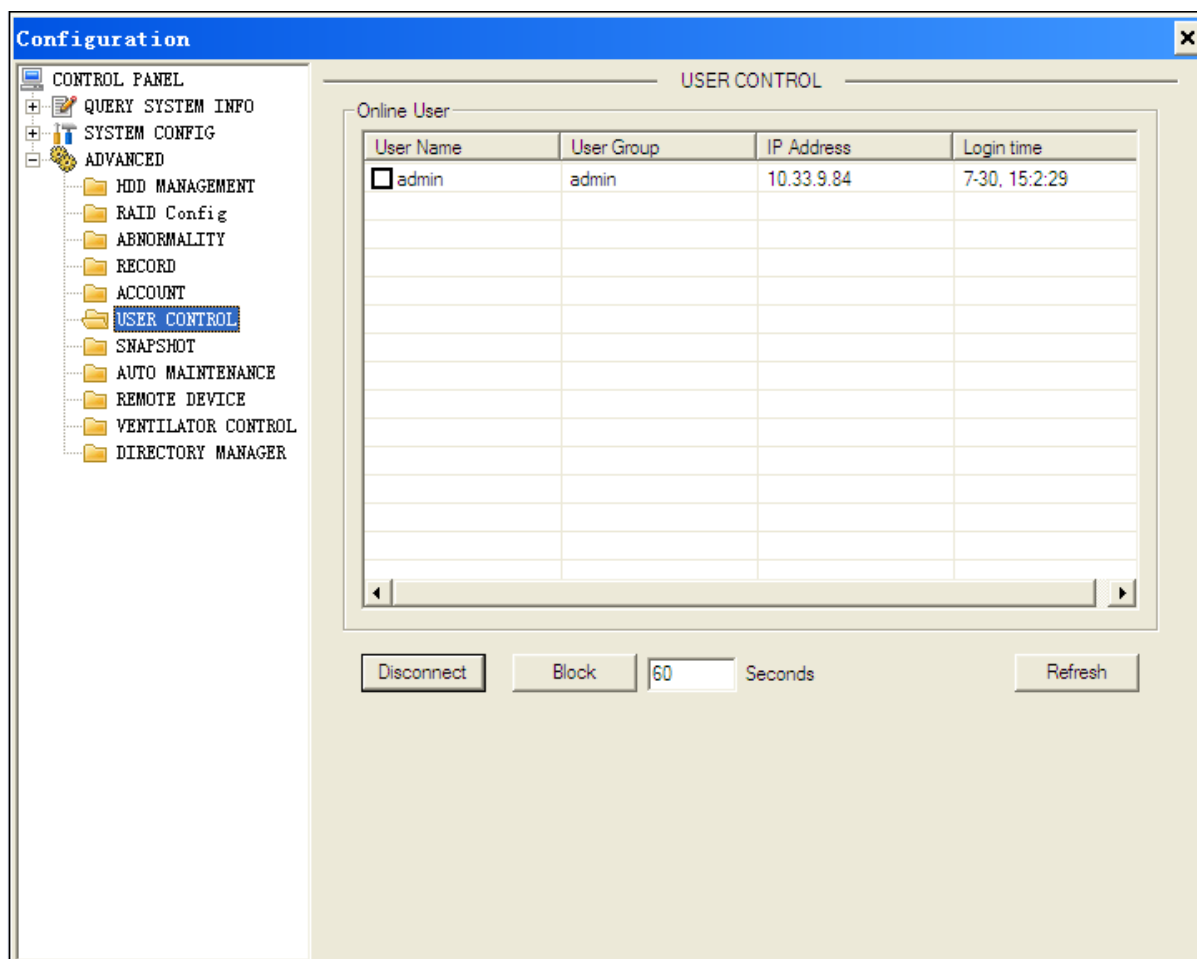 Configuration
CONTROL PANEL
QUERY SYSTEM INFO
SYSTEM CONFIG
ADVANCED
HDD MANAGEMENT
RAID Config
ABNORMALITY
RECORD
ACCOUNT
USER CONTROL
SNAPSHOT
AUTO MAINTENANCE
REMOTE DEVICE
VENTILATOR CONTROL
DIRECTORY MANAGER
USER CONTROL
Online User
User Name User Group IP Address Login time
admin admin 10.33.9.84 7-30, 15:2:29
Disconnect Block 60 Seconds Refresh